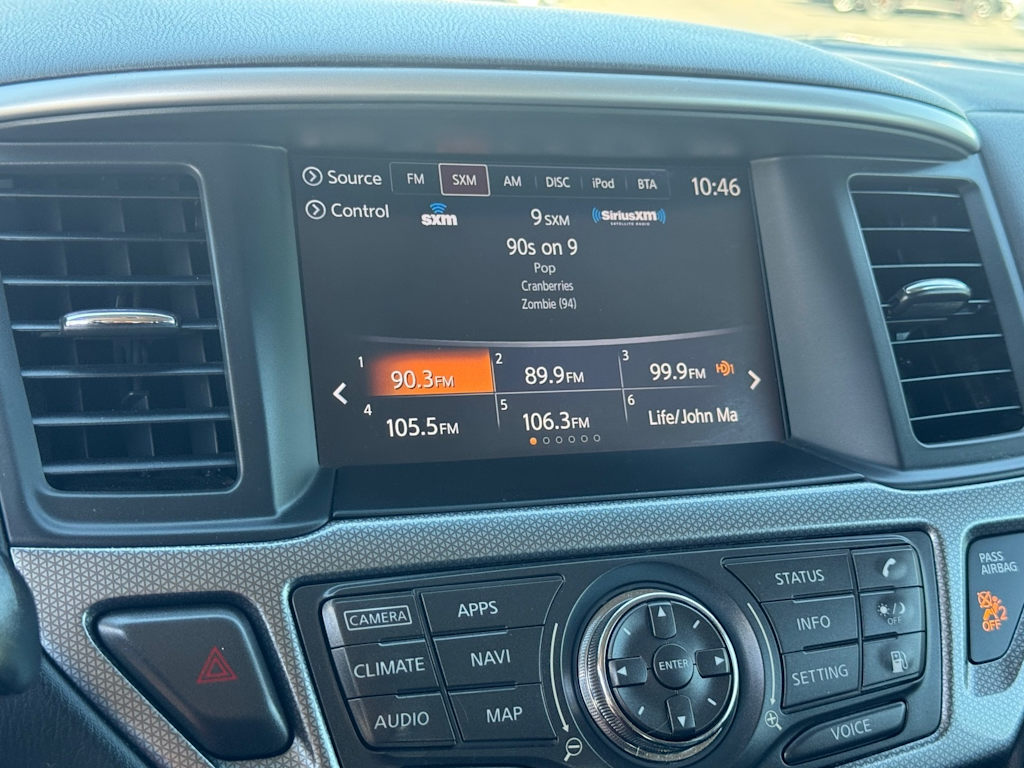 Source FM SXM AM DISC iPod BTA 10:46
Control sxm 9 SXM SiriusXM
SATELLITE RADIO
90s on 9
Pop
Cranberries
Zombie (94)
1 90.3FM 2 89.9FM 3 99.9FM HD1
4 105.5FM 5 106.3FM 6 Life/John Ma
CAMERA APPS
CLIMATE NAVI
AUDIO MAP
ENTER
STATUS
INFO OFF
SETTING
VOICE
PASS
AIRBAG
OFF 2